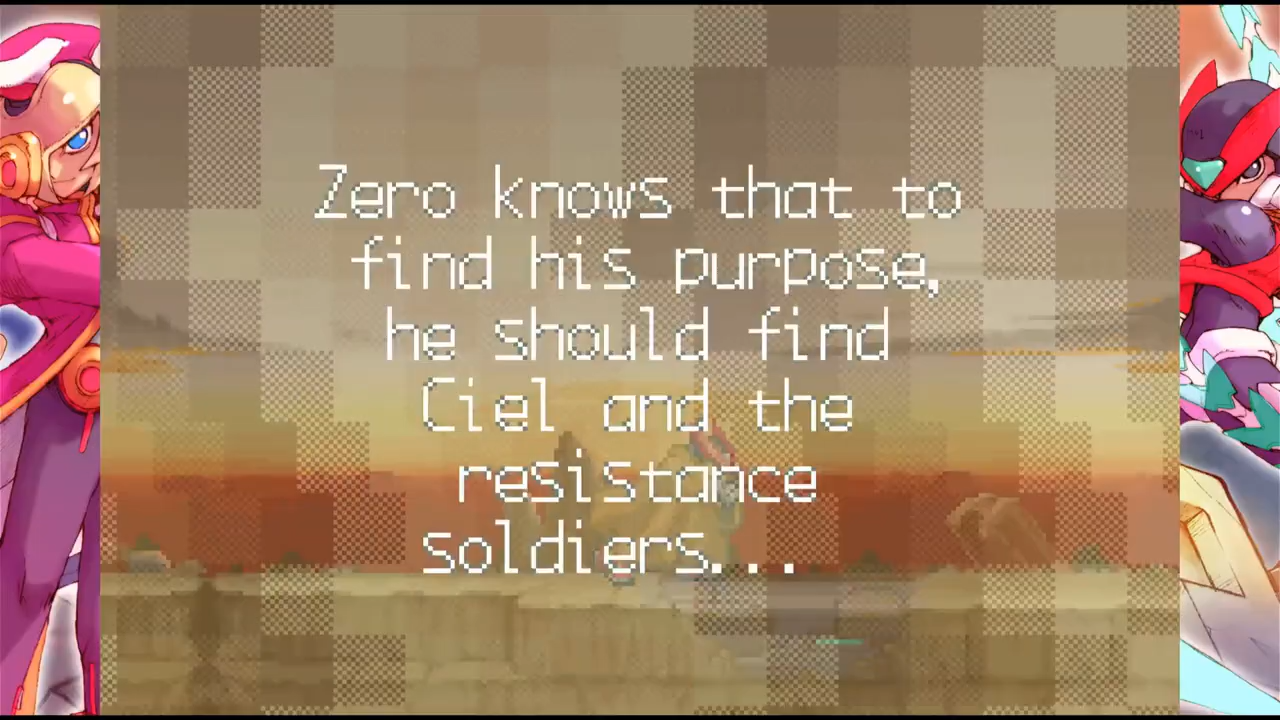 Zero knows that to
find his purpose,
he should find
Ciel and the
resistance
soldiers...